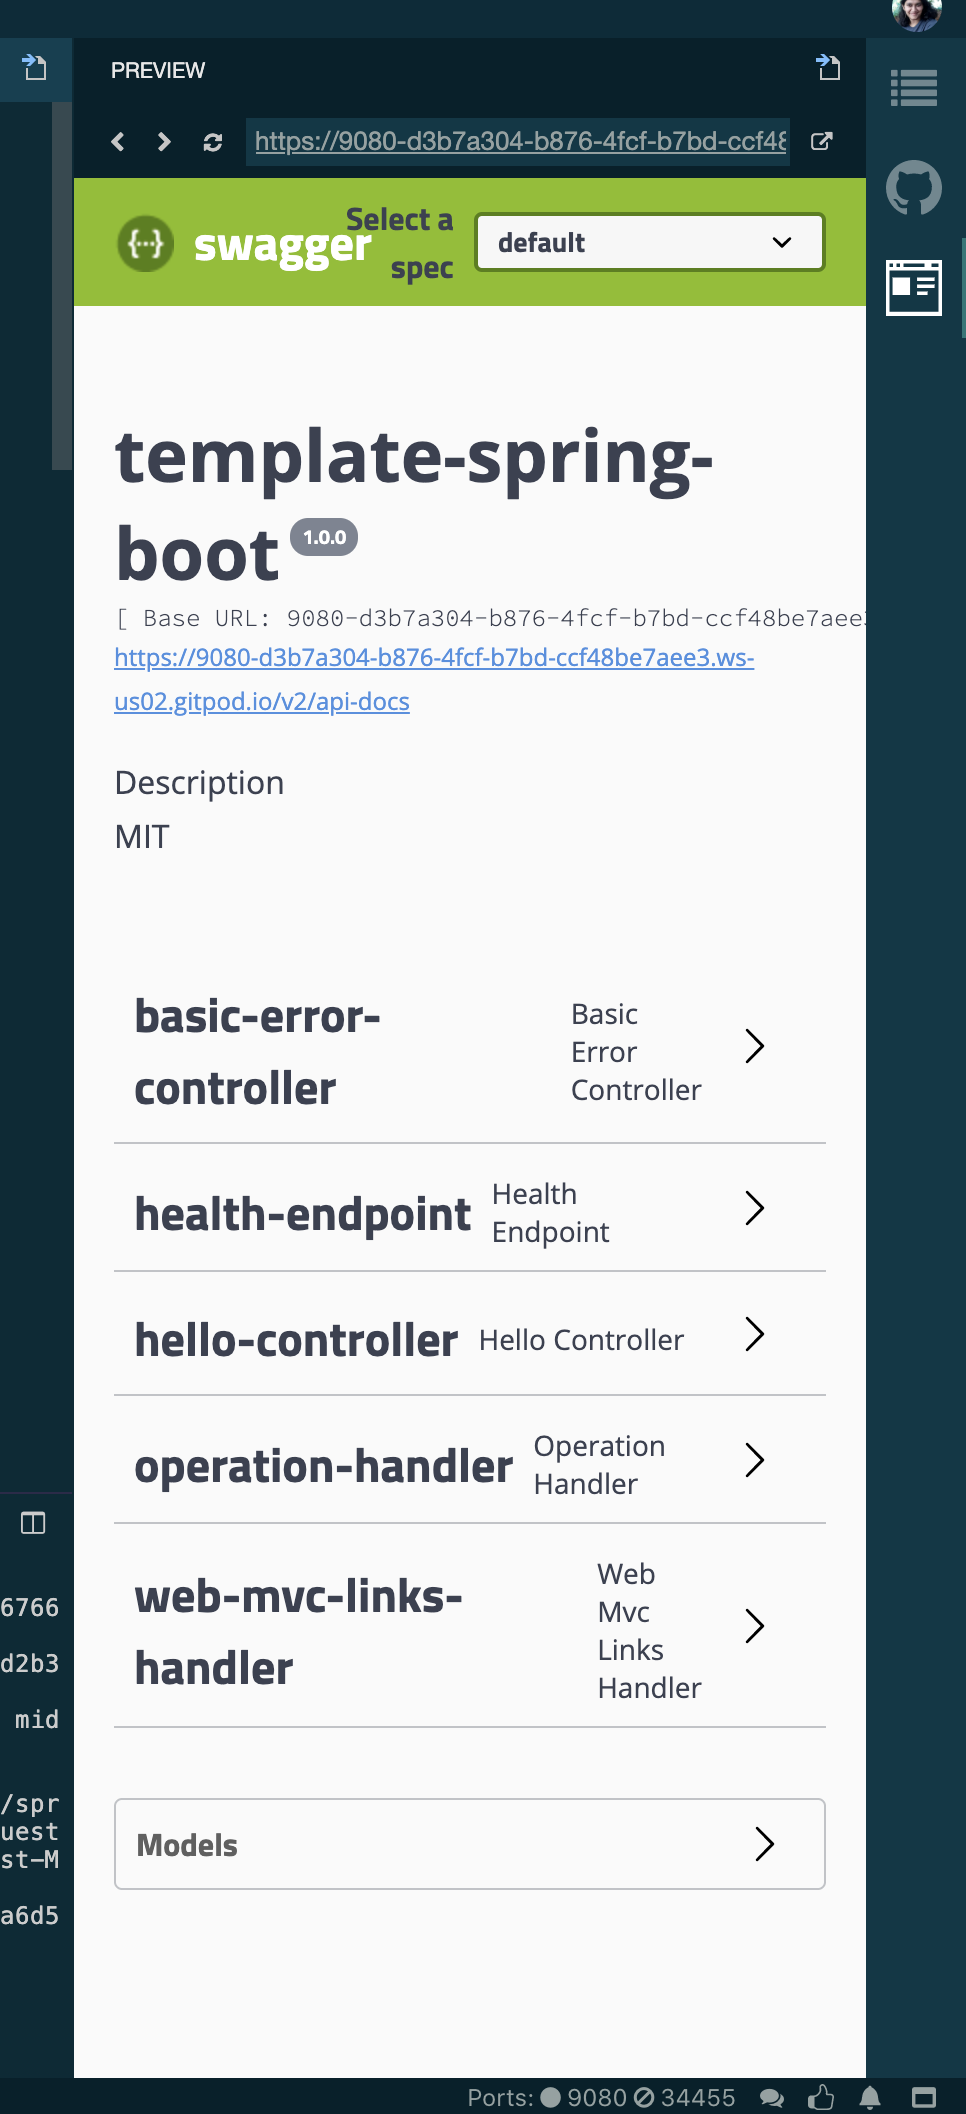 PREVIEW
https://9080-d3b7a304-b876-4fcf-b7bd-ccf48
swagger
Select a
spec
default
template-spring-
boot 1.0.0
[ Base URL: 9080-d3b7a304-b876-4fcf-b7bd-ccf48be7aee3
https://9080-d3b7a304-b876-4fcf-b7bd-ccf48be7aee3.ws-
us02.gitpod.io/v2/api-docs
Description
MIT
basic-error-
controller
Basic
Error
Controller
health-endpoint
Health
Endpoint
hello-controller Hello Controller
operation-handler
Operation
Handler
web-mvc-links-
handler
Web
Mvc
Links
Handler
Models
6766
d2b3
mid
/spr
uest
st-M
a6d5
Ports: 9080 34455